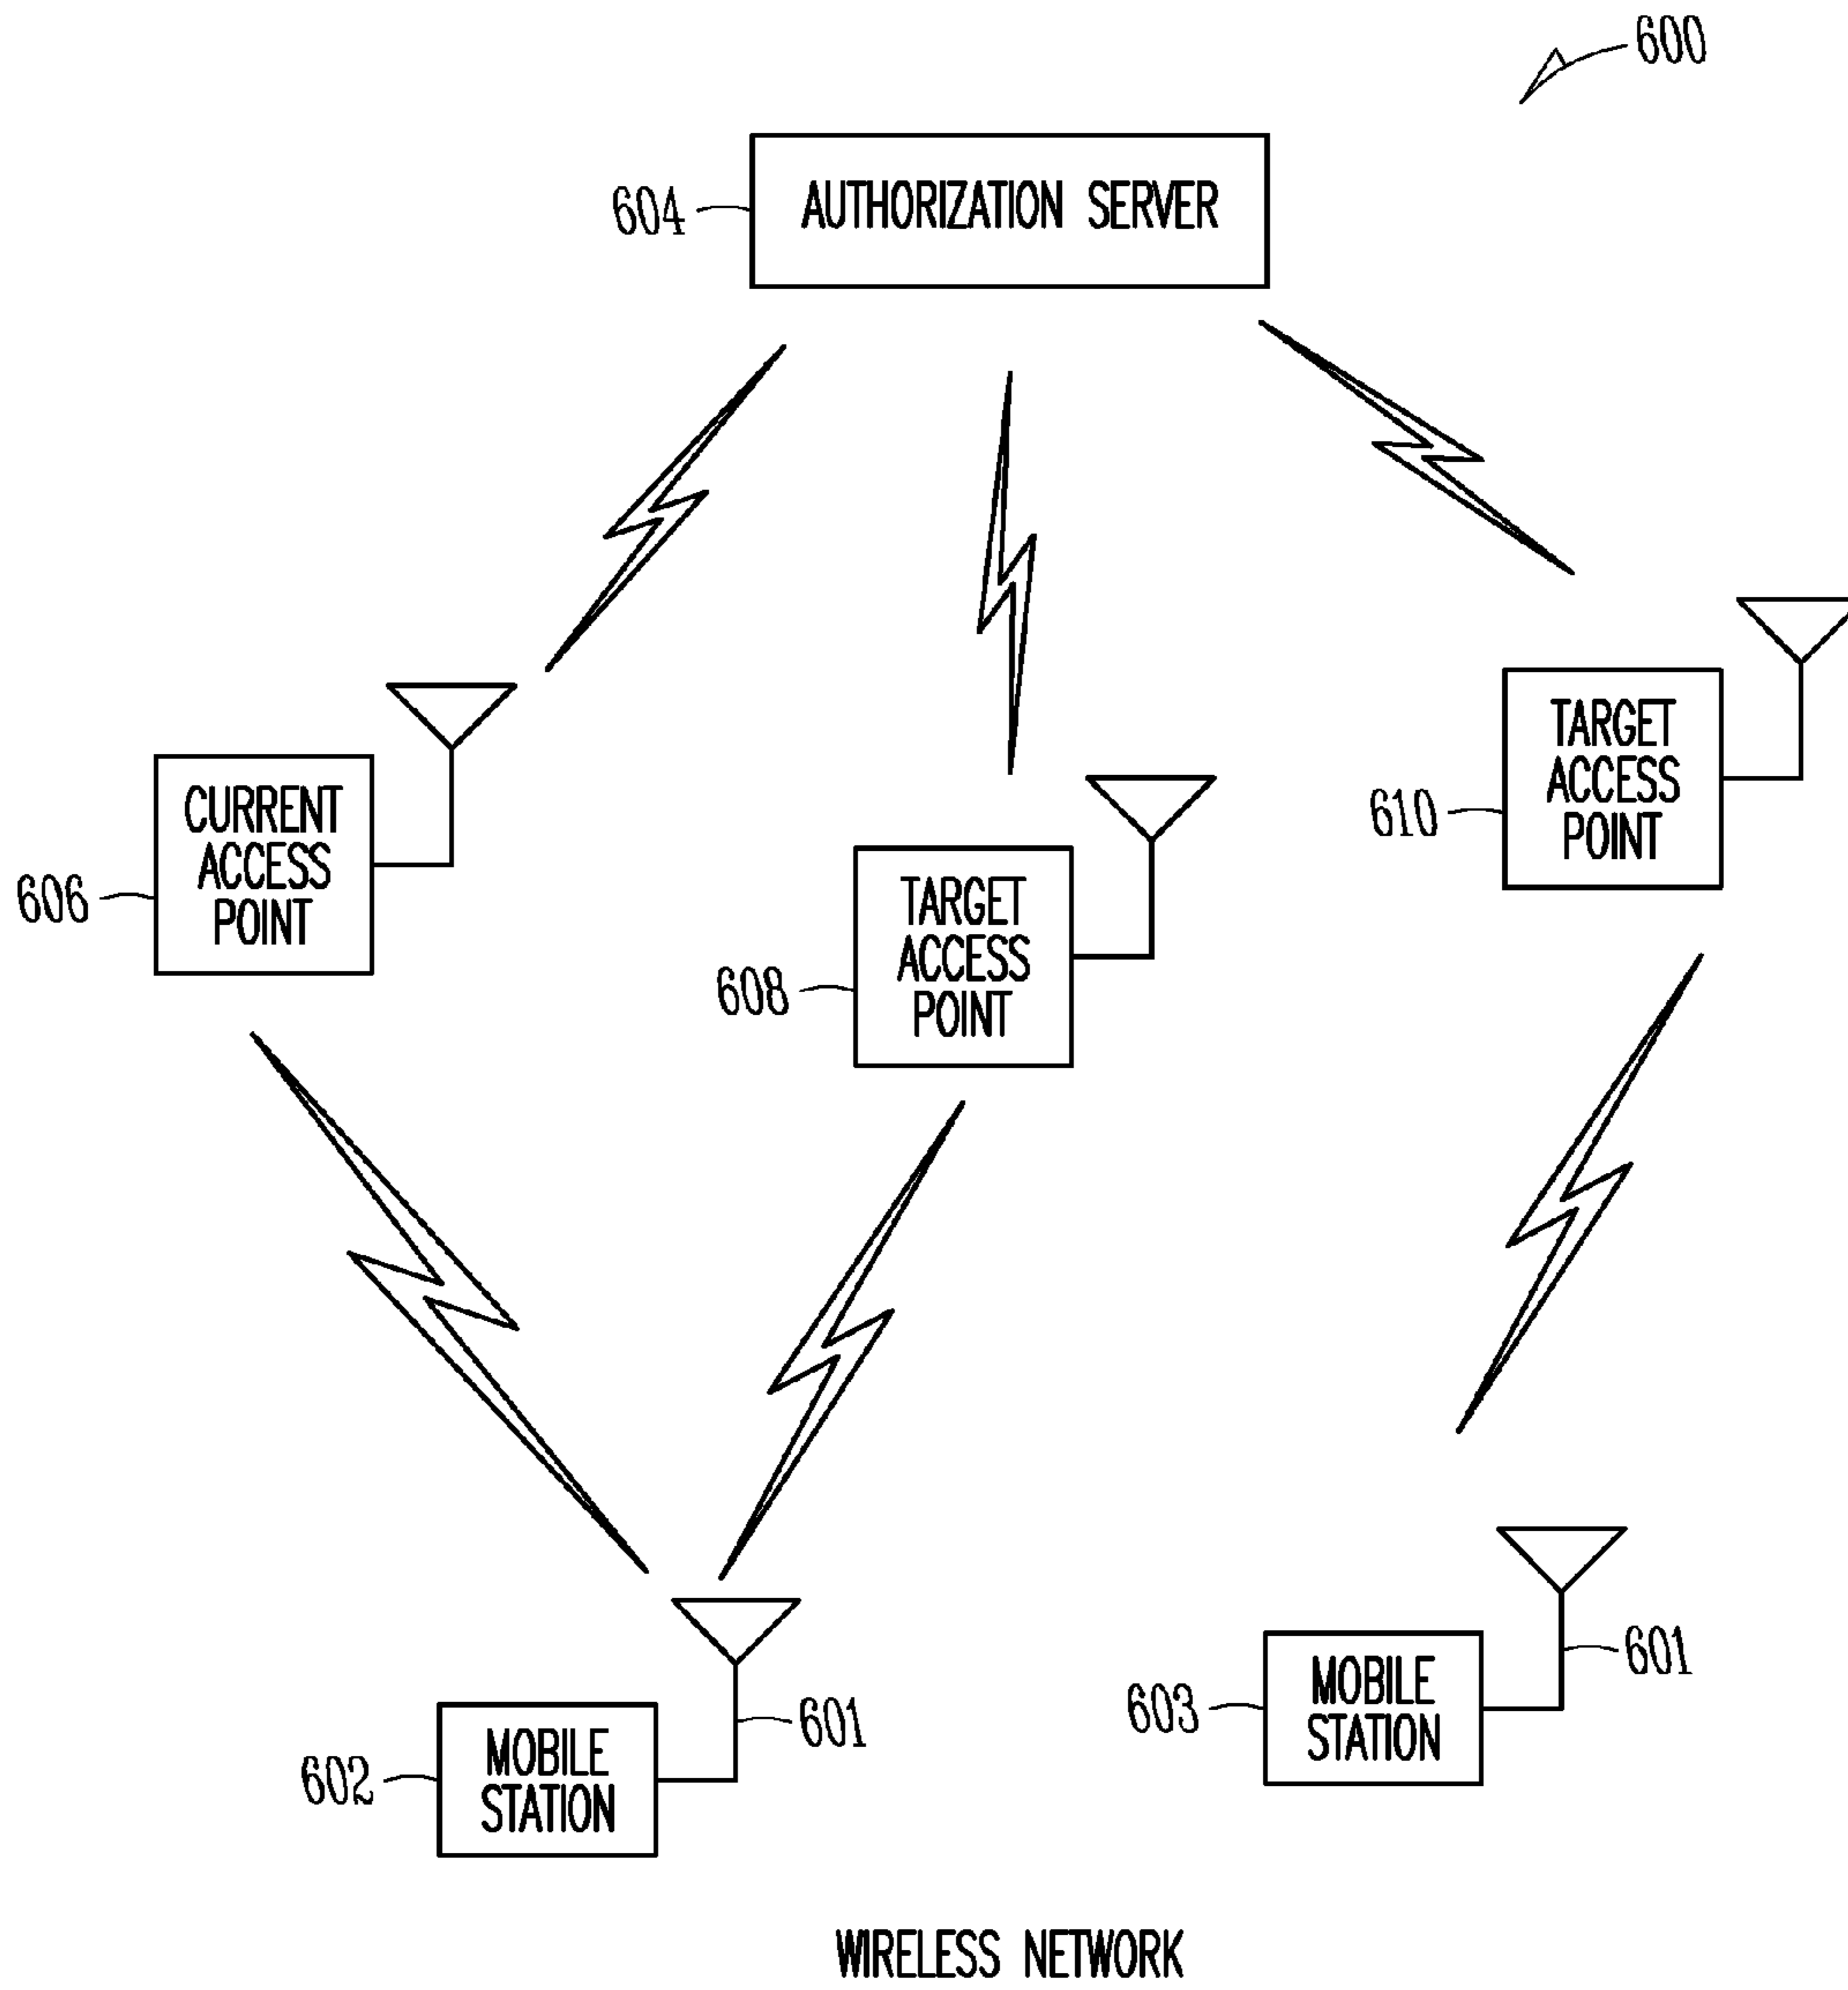 600
604
AUTHORIZATION SERVER
606
CURRENT
ACCESS
POINT
608
TARGET
ACCESS
POINT
610
TARGET
ACCESS
POINT
602
MOBILE
STATION
601
603
MOBILE
STATION
601
WIRELESS NETWORK